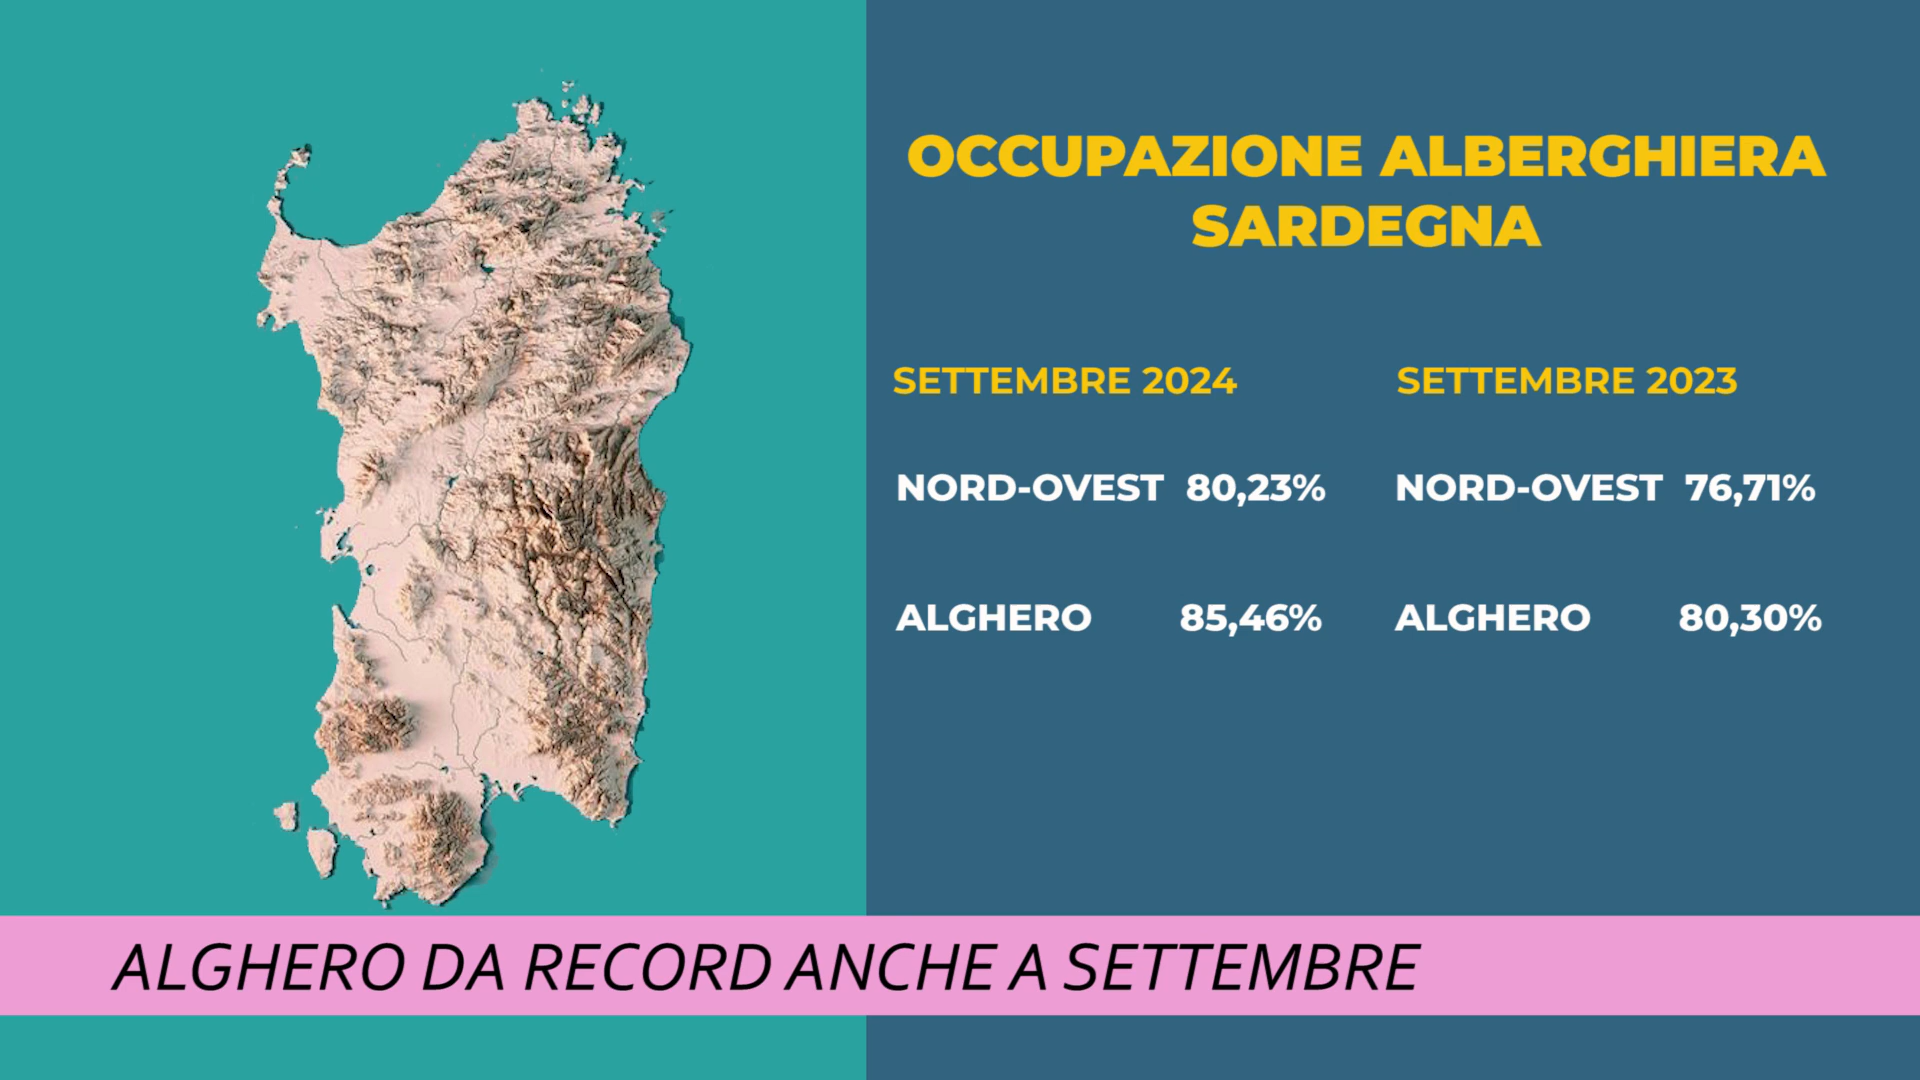 OCCUPAZIONE ALBERGHIERA
SARDEGNA
SETTEMBRE 2024 SETTEMBRE 2023
NORD-OVEST 80,23% NORD-OVEST 76,71%
ALGHERO 85,46% ALGHERO 80,30%
ALGHERO DA RECORD ANCHE A SETTEMBRE